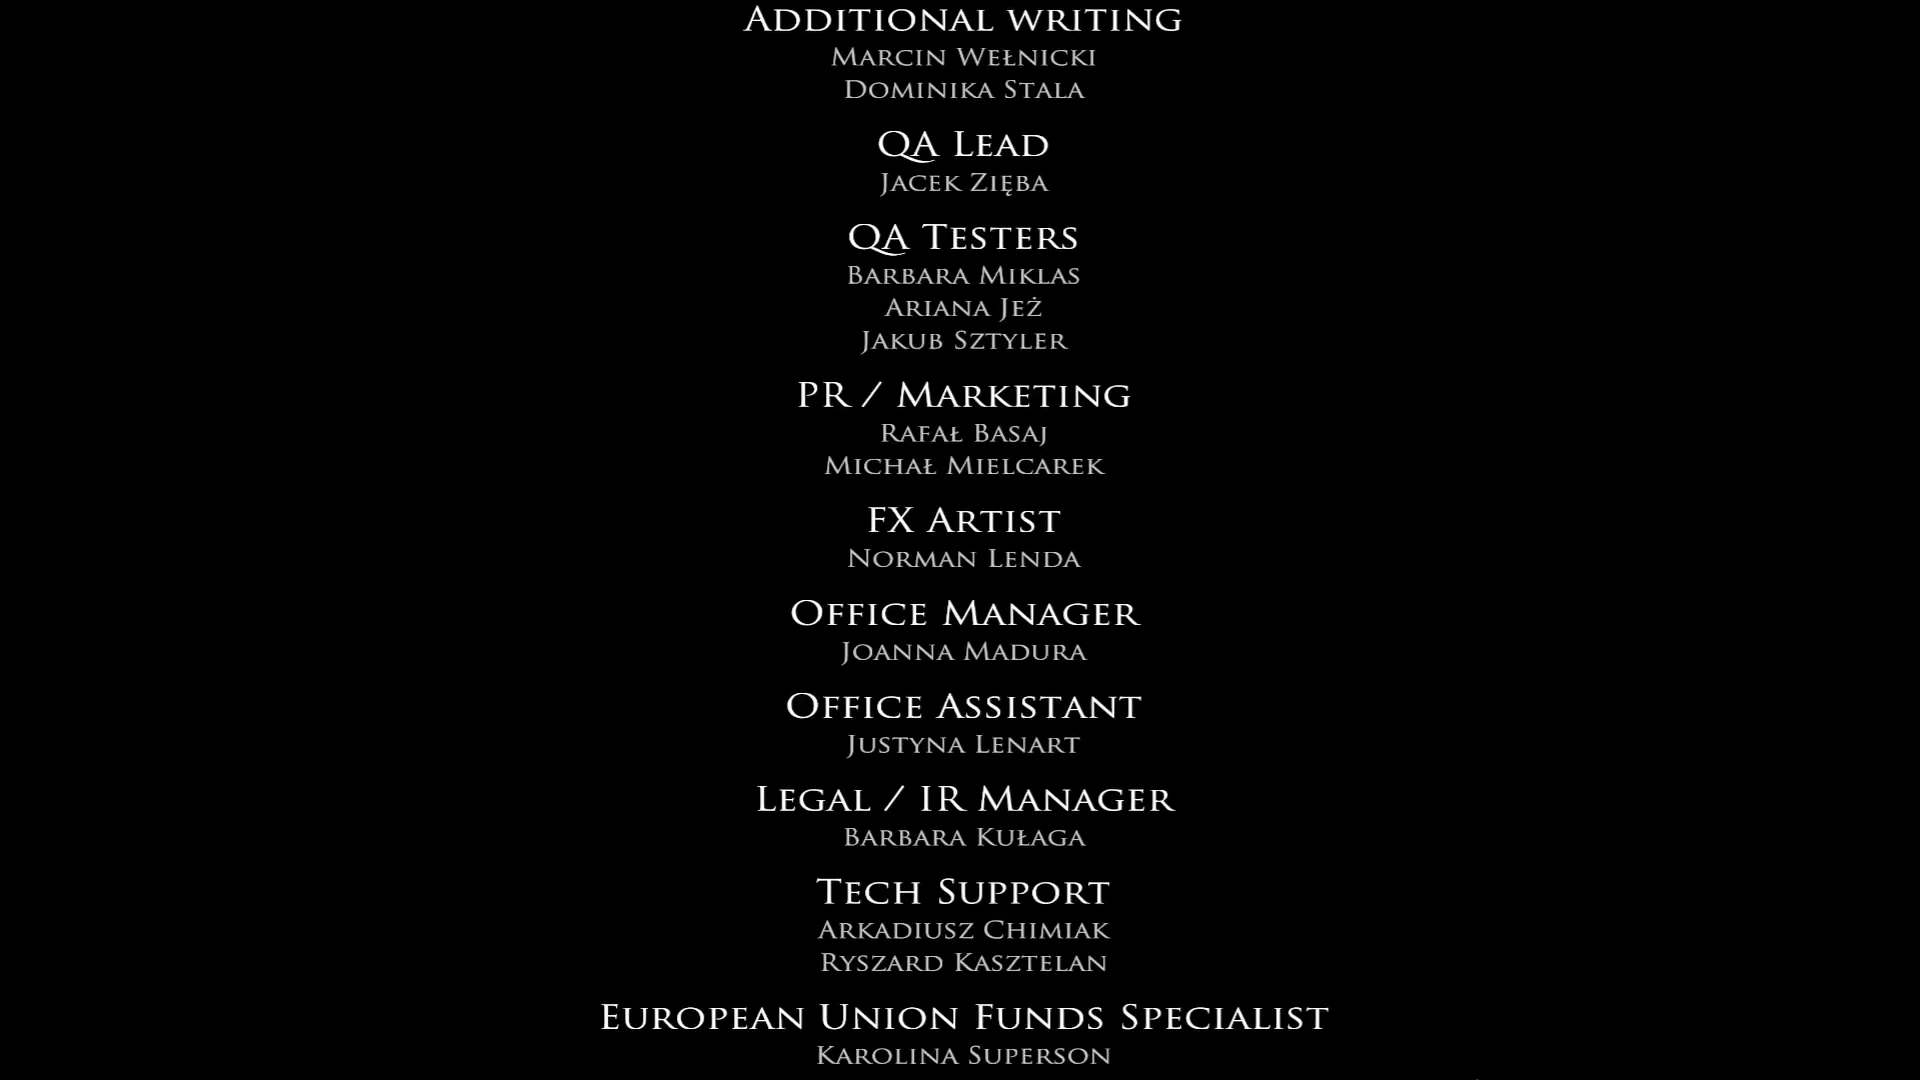 Additional writing
Marcin Wełnicki
Dominika Stala
QA Lead
Jacek Zięba
QA Testers
Barbara Miklas
Ariana Jeż
Jakub Sztyler
PR / Marketing
Rafał Basaj
Michał Mielcarek
FX Artist
Norman Lenda
Office Manager
Joanna Madura
Office Assistant
Justyna Lenart
Legal / IR Manager
Barbara Kułaga
Tech Support
Arkadiusz Chimiak
Ryszard Kasztelan
European Union Funds Specialist
Karolina Superson